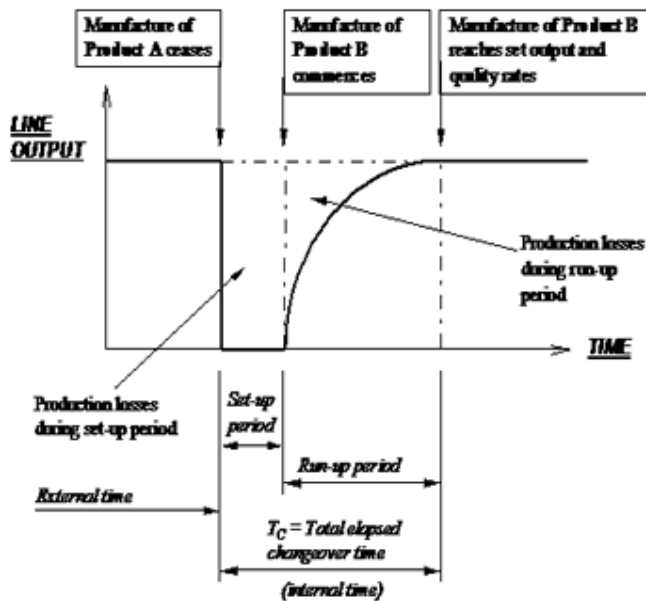 Manufacture of
Product A ceases
Manufacture of
Product B
commences
Manufacture of Product B
reaches set output and
quality rates
LINE
OUTPUT
Production losses
during run-up
period
TIME
Production losses
during set-up period
Set-up
period
Run-up period
External time
TC = Total elapsed
changeover time
(internal time)